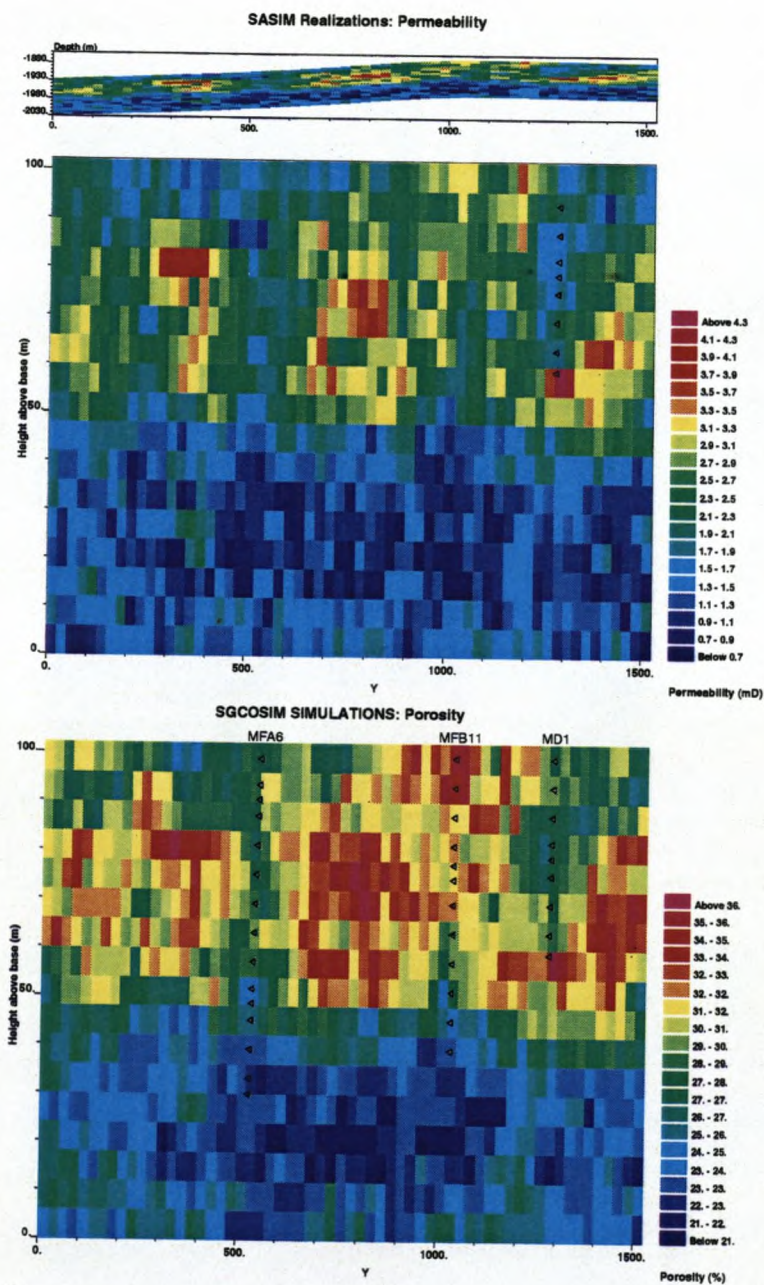 SASIM Realizations: Permeability
Depth (m)
-1880.
-1930.
-1980.
-2030.
0. 500. 1000. 1500.
100.
50.
0.
Height above base (m)
0. 500. 1000. 1500.
Y
Above 4.3
4.1 - 4.3
3.9 - 4.1
3.7 - 3.9
3.5 - 3.7
3.3 - 3.5
3.1 - 3.3
2.9 - 3.1
2.7 - 2.9
2.5 - 2.7
2.3 - 2.5
2.1 - 2.3
1.9 - 2.1
1.7 - 1.9
1.5 - 1.7
1.3 - 1.5
1.1 - 1.3
0.9 - 1.1
0.7 - 0.9
Below 0.7
Permeability (mD)
SGCOSIM SIMULATIONS: Porosity
MFA6 MFB11 MD1
100.
50.
0.
Height above base (m)
0. 500. 1000. 1500.
Y
Above 36.
35. - 36.
34. - 35.
33. - 34.
32. - 33.
32. - 32.
31. - 32.
30. - 31.
29. - 30.
28. - 29.
27. - 28.
27. - 27.
26. - 27.
25. - 26.
24. - 25.
23. - 24.
23. - 23.
22. - 23.
21. - 22.
Below 21.
Porosity (%)